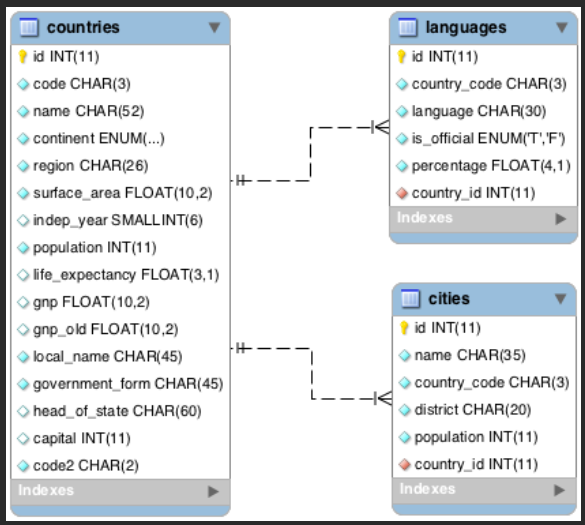 countries
id INT(11)
code CHAR(3)
name CHAR(52)
continent ENUM(...)
region CHAR(26)
surface_area FLOAT(10,2)
indep_year SMALLINT(6)
population INT(11)
life_expectancy FLOAT(3,1)
gnp FLOAT(10,2)
gnp_old FLOAT(10,2)
local_name CHAR(45)
government_form CHAR(45)
head_of_state CHAR(60)
capital INT(11)
code2 CHAR(2)
Indexes
languages
id INT(11)
country_code CHAR(3)
language CHAR(30)
is_official ENUM('T','F')
percentage FLOAT(4,1)
country_id INT(11)
Indexes
cities
id INT(11)
name CHAR(35)
country_code CHAR(3)
district CHAR(20)
population INT(11)
country_id INT(11)
Indexes